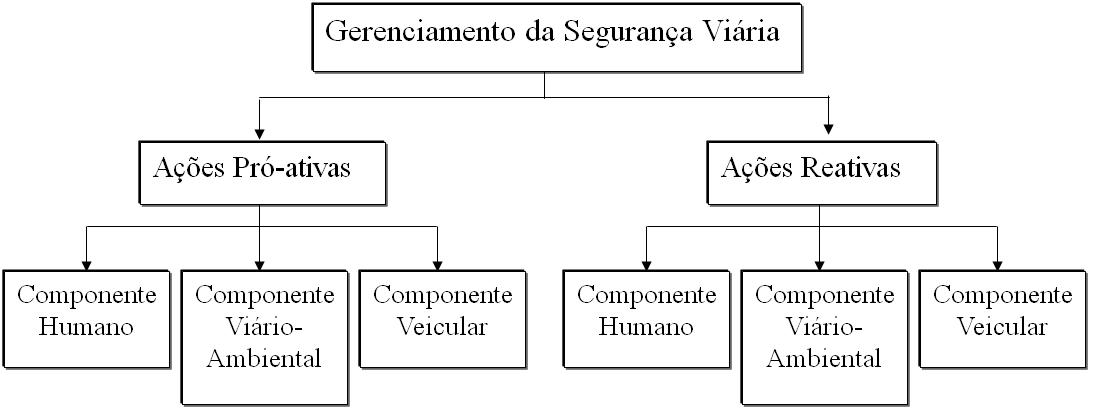 Gerenciamento da Segurança Viária
Ações Pró-ativas
Ações Reativas
Componente
Humano
Componente
Viário-
Ambiental
Componente
Veicular
Componente
Humano
Componente
Viário-
Ambiental
Componente
Veicular